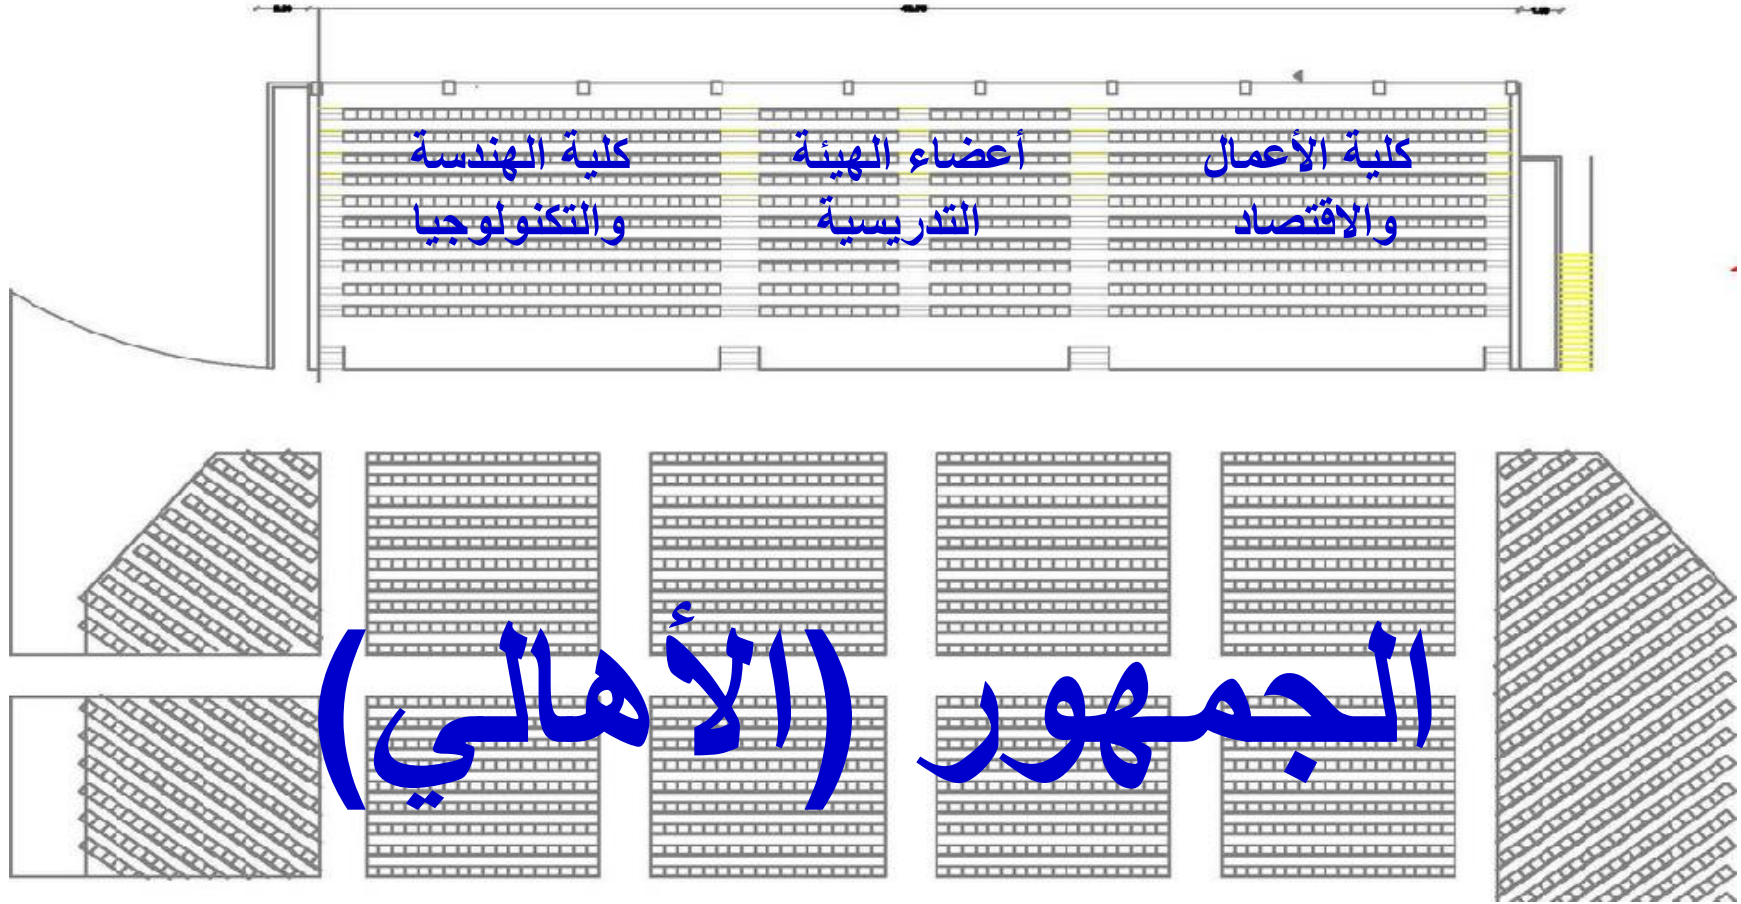 كلية الأعمال
والاقتصاد
أعضاء الهيئة
التدريسية
كلية الهندسة
والتكنولوجيا
الجمهور (الأهالي)